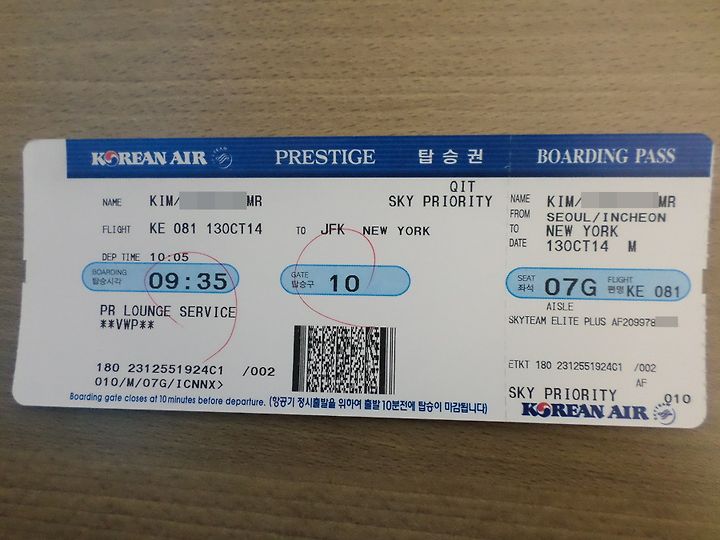 KOREAN AIR PRESTIGE 탑승권 BOARDING PASS
QIT
NAME KIM/ MR SKY PRIORITY
FLIGHT KE 081 13OCT14 TO JFK NEW YORK
DEP TIME 10:05
BOARDING 탑승시각 09:35 GATE 탑승구 10
PR LOUNGE SERVICE
**VWP**
180 2312551924C1 /002
010/M/07G/ICNNX>
Boarding gate closes at 10 minutes before departure. (항공기 정시출발을 위하여 출발 10분전에 탑승이 마감됩니다)
NAME KIM/ MR
FROM SEOUL/INCHEON
TO NEW YORK
DATE 13OCT14 M
SEAT 좌석 07G FLIGHT 편명 KE 081
AISLE
SKYTEAM ELITE PLUS AF209978
ETKT 180 2312551924C1 /002
AF
SKY PRIORITY 010
KOREAN AIR